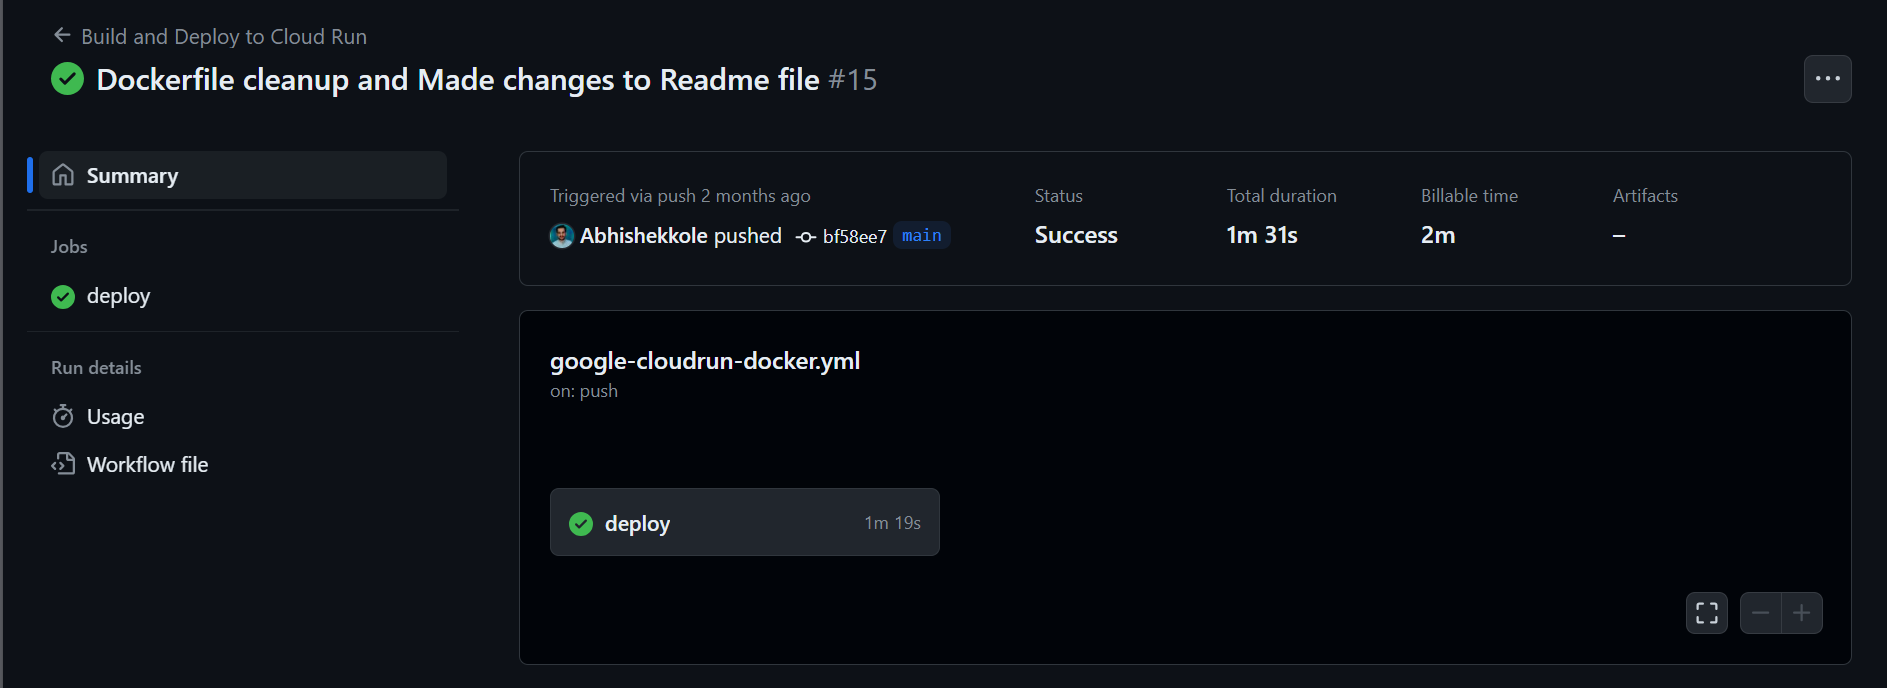 Build and Deploy to Cloud Run
Dockerfile cleanup and Made changes to Readme file #15
Summary
Jobs
deploy
Run details
Usage
Workflow file
Triggered via push 2 months ago
Abhishekkole pushed bf58ee7 main
Status
Success
Total duration
1m 31s
Billable time
2m
Artifacts
–
google-cloudrun-docker.yml
on: push
deploy 1m 19s